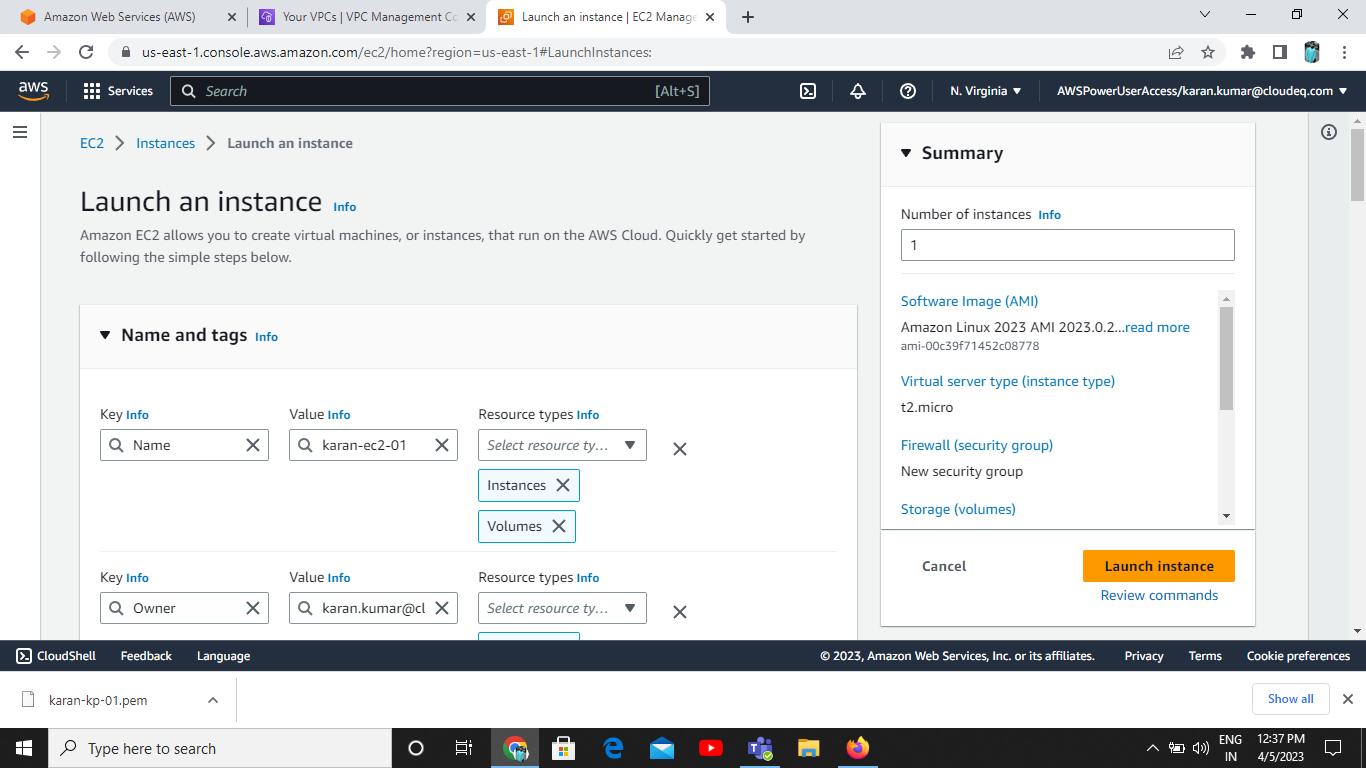 Amazon Web Services (AWS)
Your VPCs | VPC Management Co
Launch an instance | EC2 Manage
us-east-1.console.aws.amazon.com/ec2/home?region=us-east-1#LaunchInstances:
aws
Services
Search
[Alt+S]
N. Virginia
AWSPowerUserAccess/karan.kumar@cloudeq.com
EC2
Instances
Launch an instance
Launch an instance Info
Amazon EC2 allows you to create virtual machines, or instances, that run on the AWS Cloud. Quickly get started by
following the simple steps below.
Name and tags Info
Key Info
Value Info
Resource types Info
Name
karan-ec2-01
Select resource ty...
Instances
Volumes
Key Info
Value Info
Resource types Info
Owner
karan.kumar@cl
Select resource ty...
Summary
Number of instances Info
1
Software Image (AMI)
Amazon Linux 2023 AMI 2023.0.2...read more
ami-00c39f71452c08778
Virtual server type (instance type)
t2.micro
Firewall (security group)
New security group
Storage (volumes)
Cancel
Launch instance
Review commands
CloudShell
Feedback
Language
© 2023, Amazon Web Services, Inc. or its affiliates.
Privacy
Terms
Cookie preferences
karan-kp-01.pem
Show all
Type here to search
ENG
IN
12:37 PM
4/5/2023